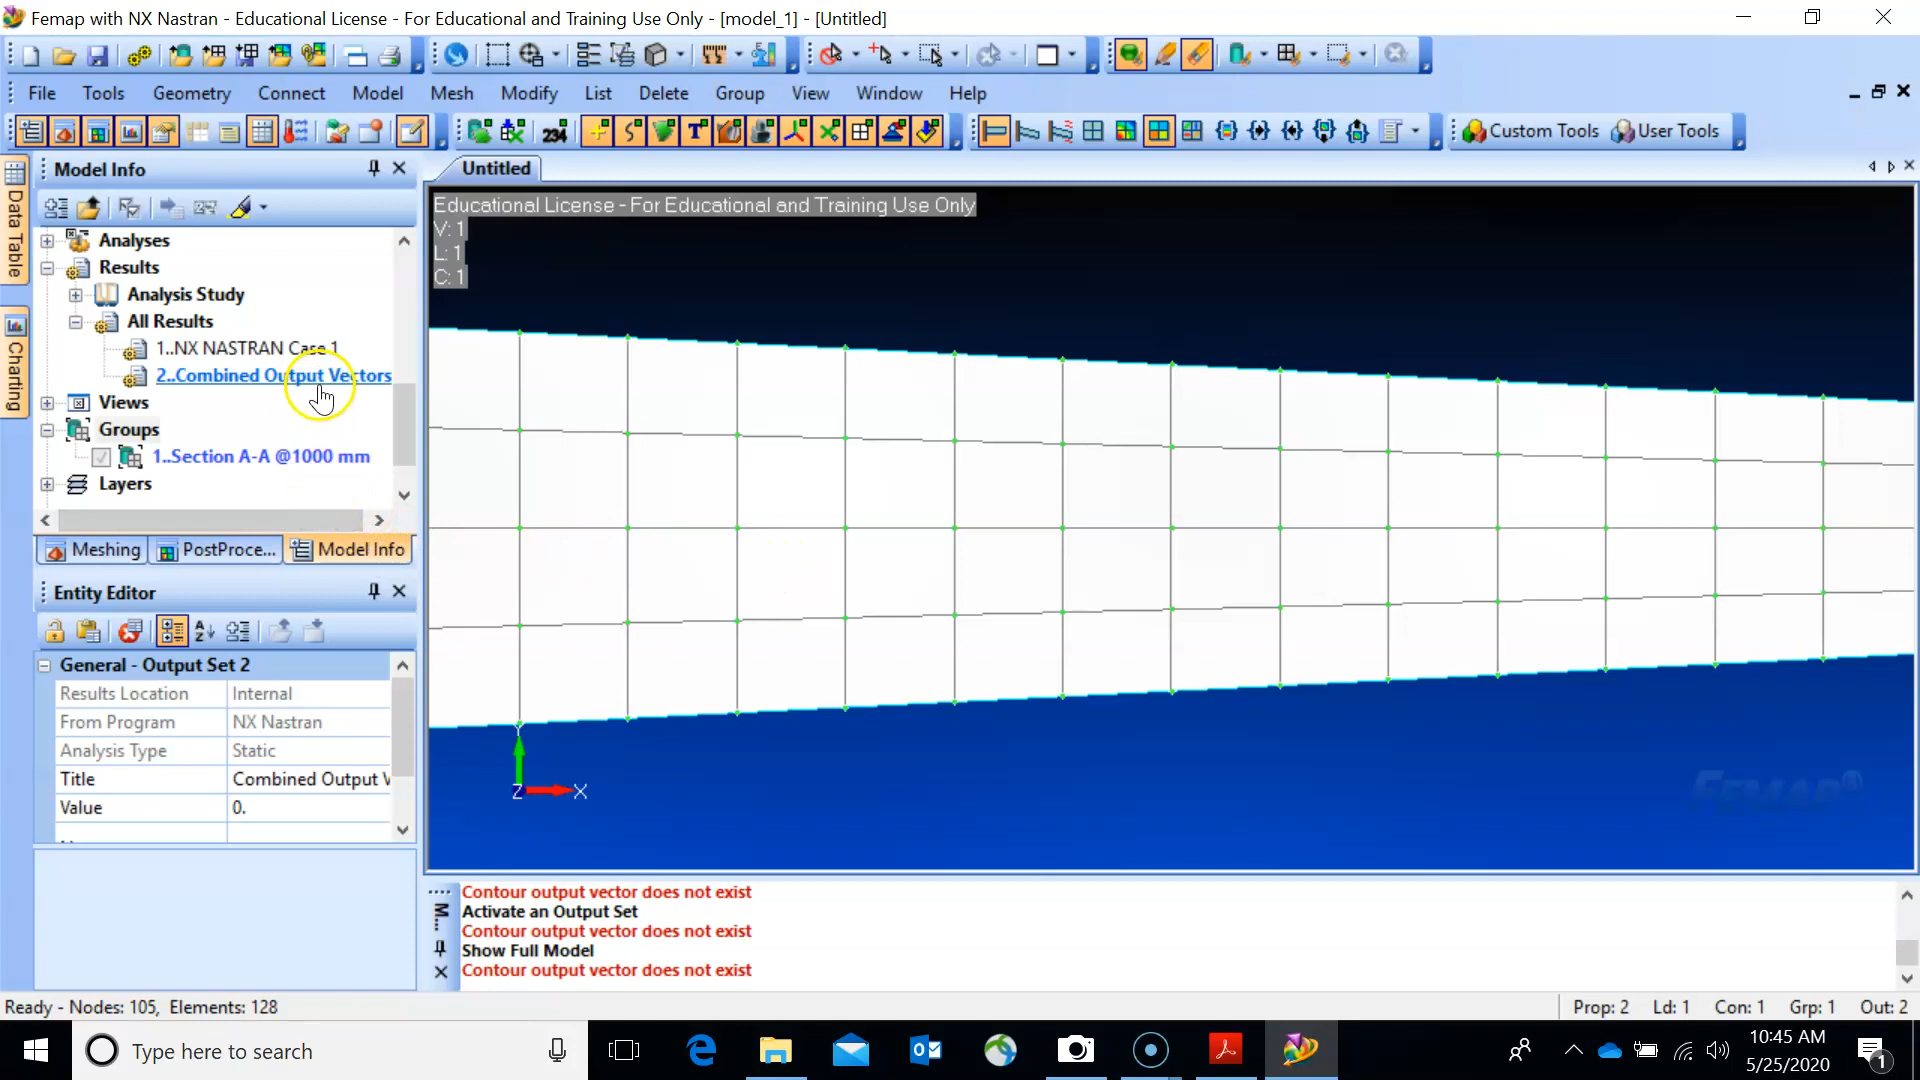 Femap with NX Nastran - Educational License - For Educational and Training Use Only - [model_1] - [Untitled]
File Tools Geometry Connect Model Mesh Modify List Delete Group View Window Help
234 Custom Tools User Tools
Data Table
Charting
Model Info
Analyses
Results
Analysis Study
All Results
1..NX NASTRAN Case 1
2..Combined Output Vectors
Views
Groups
1..Section A-A @1000 mm
Layers
Meshing PostProce... Model Info
Entity Editor
General - Output Set 2
Results Location Internal
From Program NX Nastran
Analysis Type Static
Title Combined Output V
Value 0.
Untitled
Educational License - For Educational and Training Use Only
V: 1
L: 1
C: 1
Y
Z X
FEMAP
M...
Contour output vector does not exist
Activate an Output Set
Contour output vector does not exist
Show Full Model
Contour output vector does not exist
Ready - Nodes: 105, Elements: 128 Prop: 2 Ld: 1 Con: 1 Grp: 1 Out: 2
Type here to search
10:45 AM
5/25/2020
1